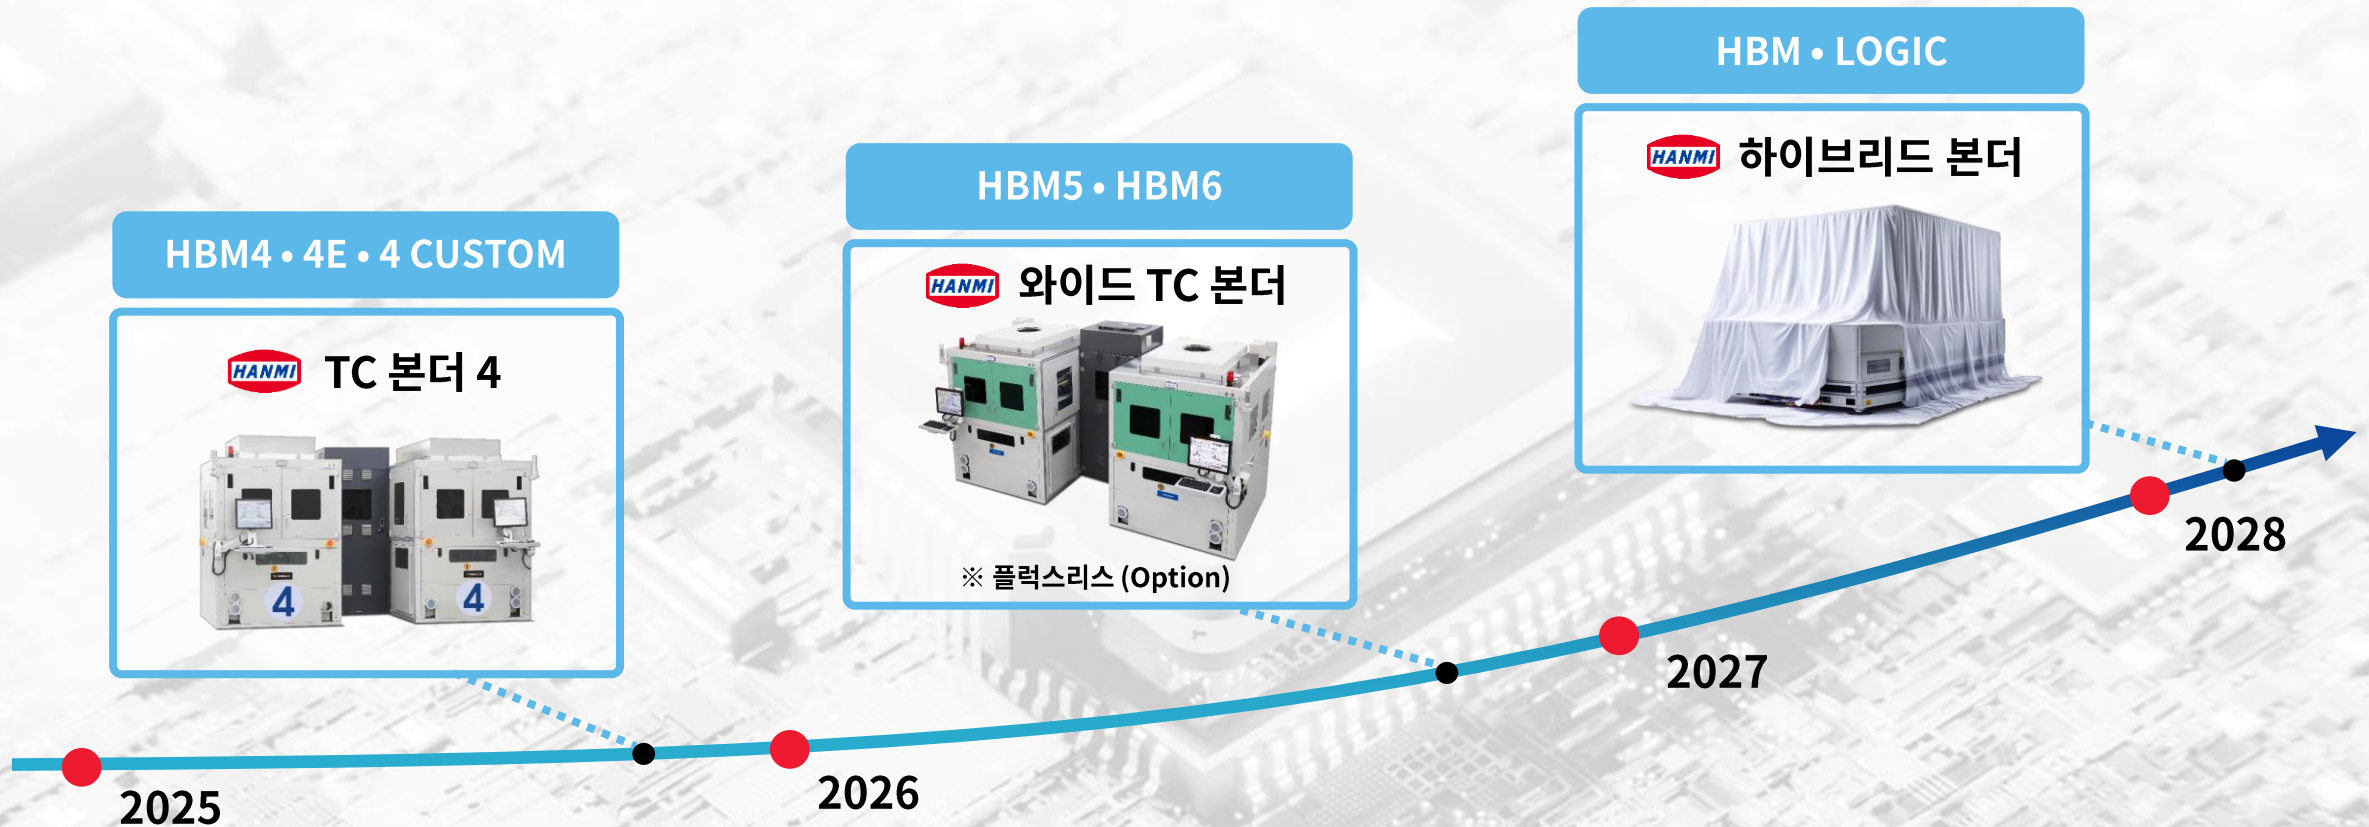 HBM4 • 4E • 4 CUSTOM
HANMI TC 본더 4
4
4
2025
HBM5 • HBM6
HANMI 와이드 TC 본더
※ 플럭스리스 (Option)
2026
HBM • LOGIC
HANMI 하이브리드 본더
2027
2028